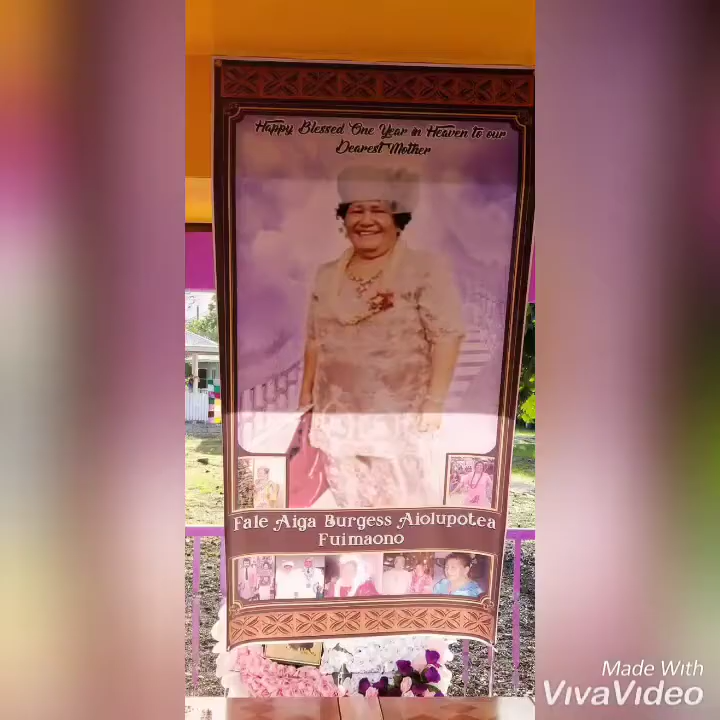 Happy Blessed One Year in Heaven to our
Dearest Mother
Fale Aiga Burgess Aiolupotea
Fuimaono
Made With
VivaVideo